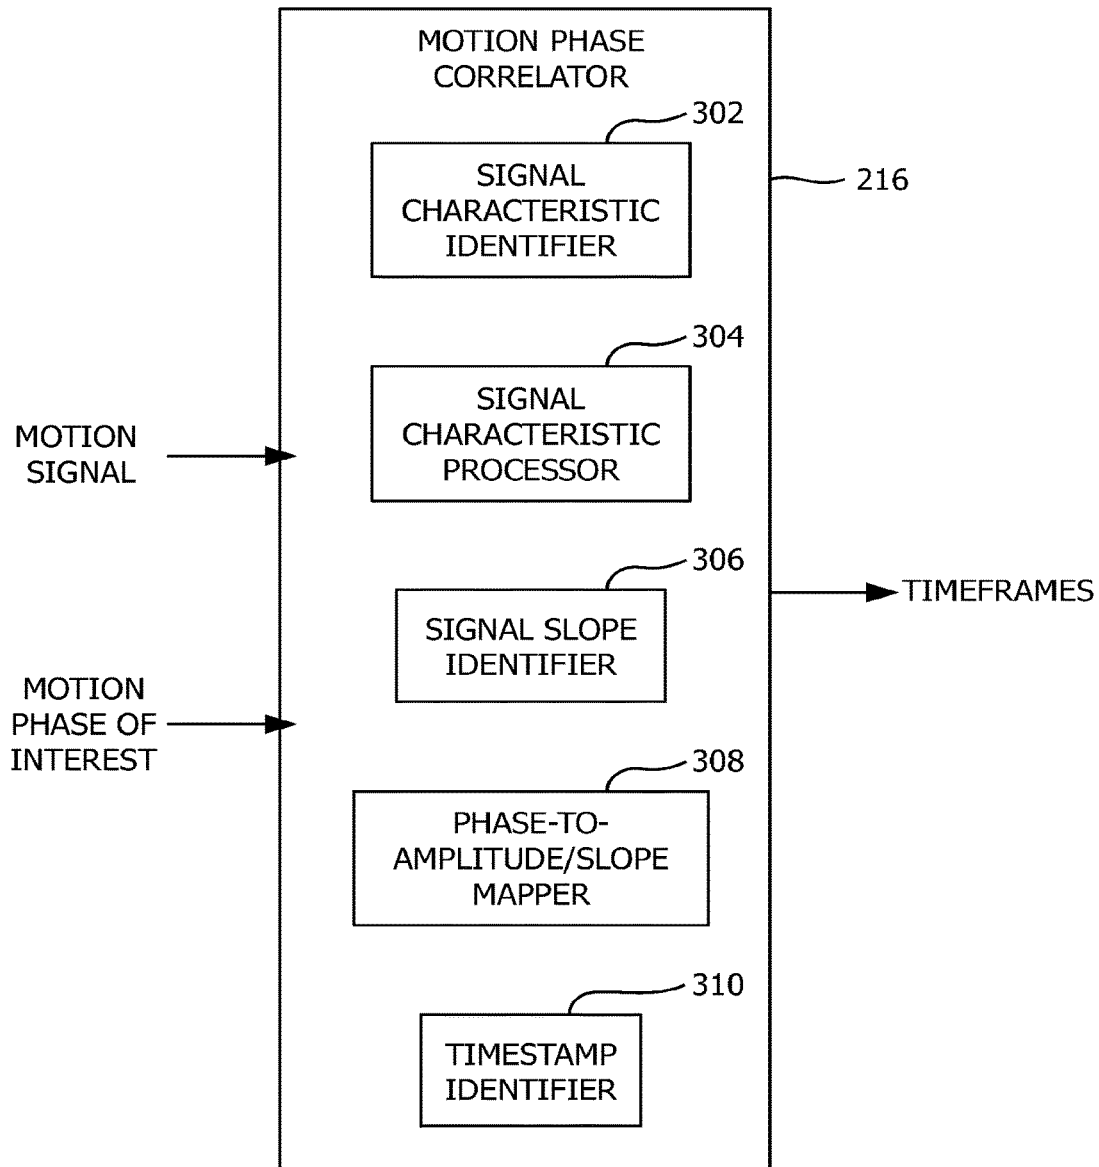 MOTION PHASE
CORRELATOR
302
SIGNAL
CHARACTERISTIC
IDENTIFIER
216
304
SIGNAL
CHARACTERISTIC
PROCESSOR
MOTION
SIGNAL
306
SIGNAL SLOPE
IDENTIFIER
TIMEFRAMES
MOTION
PHASE OF
INTEREST
308
PHASE-TO-
AMPLITUDE/SLOPE
MAPPER
310
TIMESTAMP
IDENTIFIER